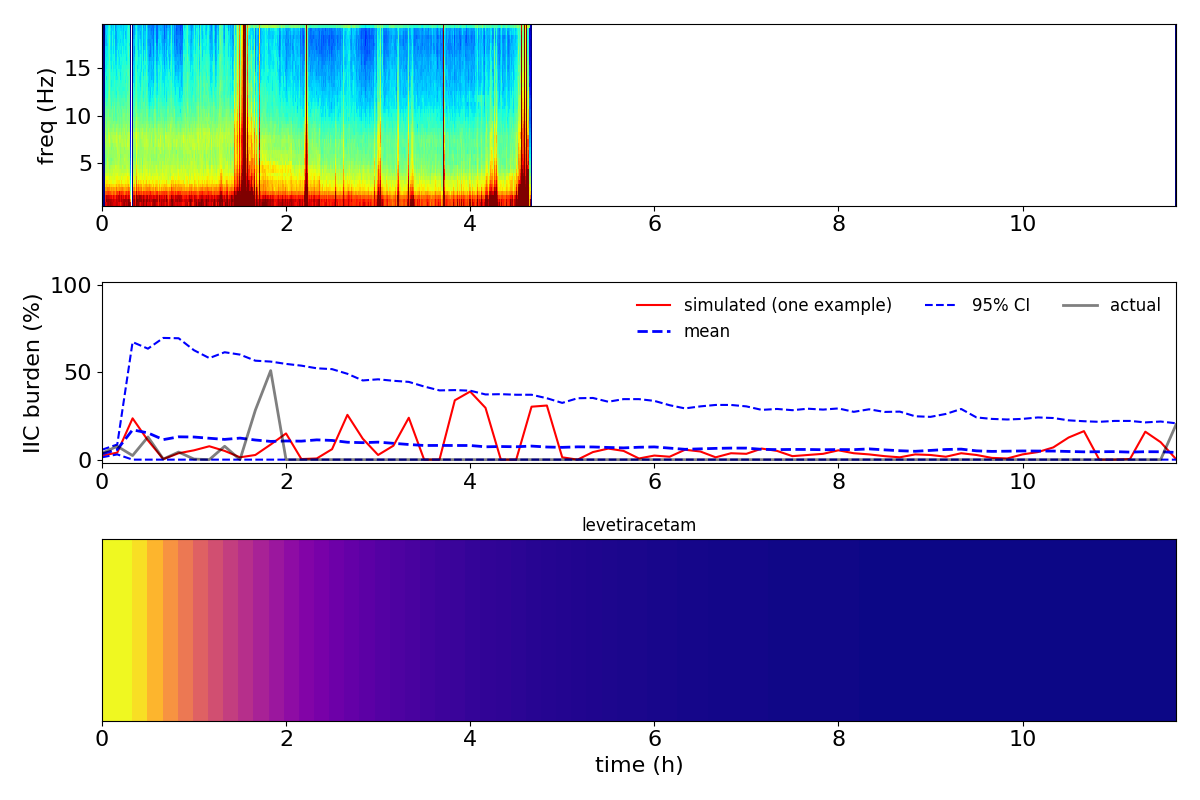 freq (Hz)
15
10
5
0 2 4 6 8 10
IIC burden (%)
100
50
0
simulated (one example) 95% CI actual
mean
0 2 4 6 8 10
levetiracetam
0 2 4 6 8 10
time (h)